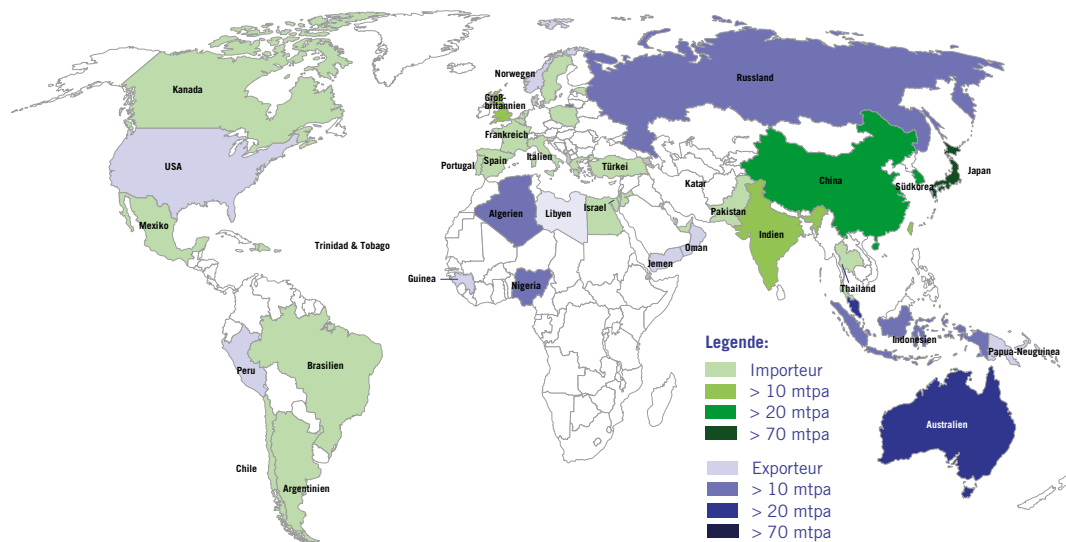 Kanada
USA
Mexiko
Trinidad & Tobago
Peru
Brasilien
Chile
Argentinien
Norwegen
Groß-
britannien
Frankreich
Portugal
Spain
Italien
Türkei
Algerien
Libyen
Israel
Guinea
Nigeria
Jemen
Oman
Katar
Pakistan
Russland
China
Südkorea
Japan
Indien
Thailand
Indonesien
Papua-Neuguinea
Australien
Legende:
Importeur
> 10 mtpa
> 20 mtpa
> 70 mtpa
Exporteur
> 10 mtpa
> 20 mtpa
> 70 mtpa